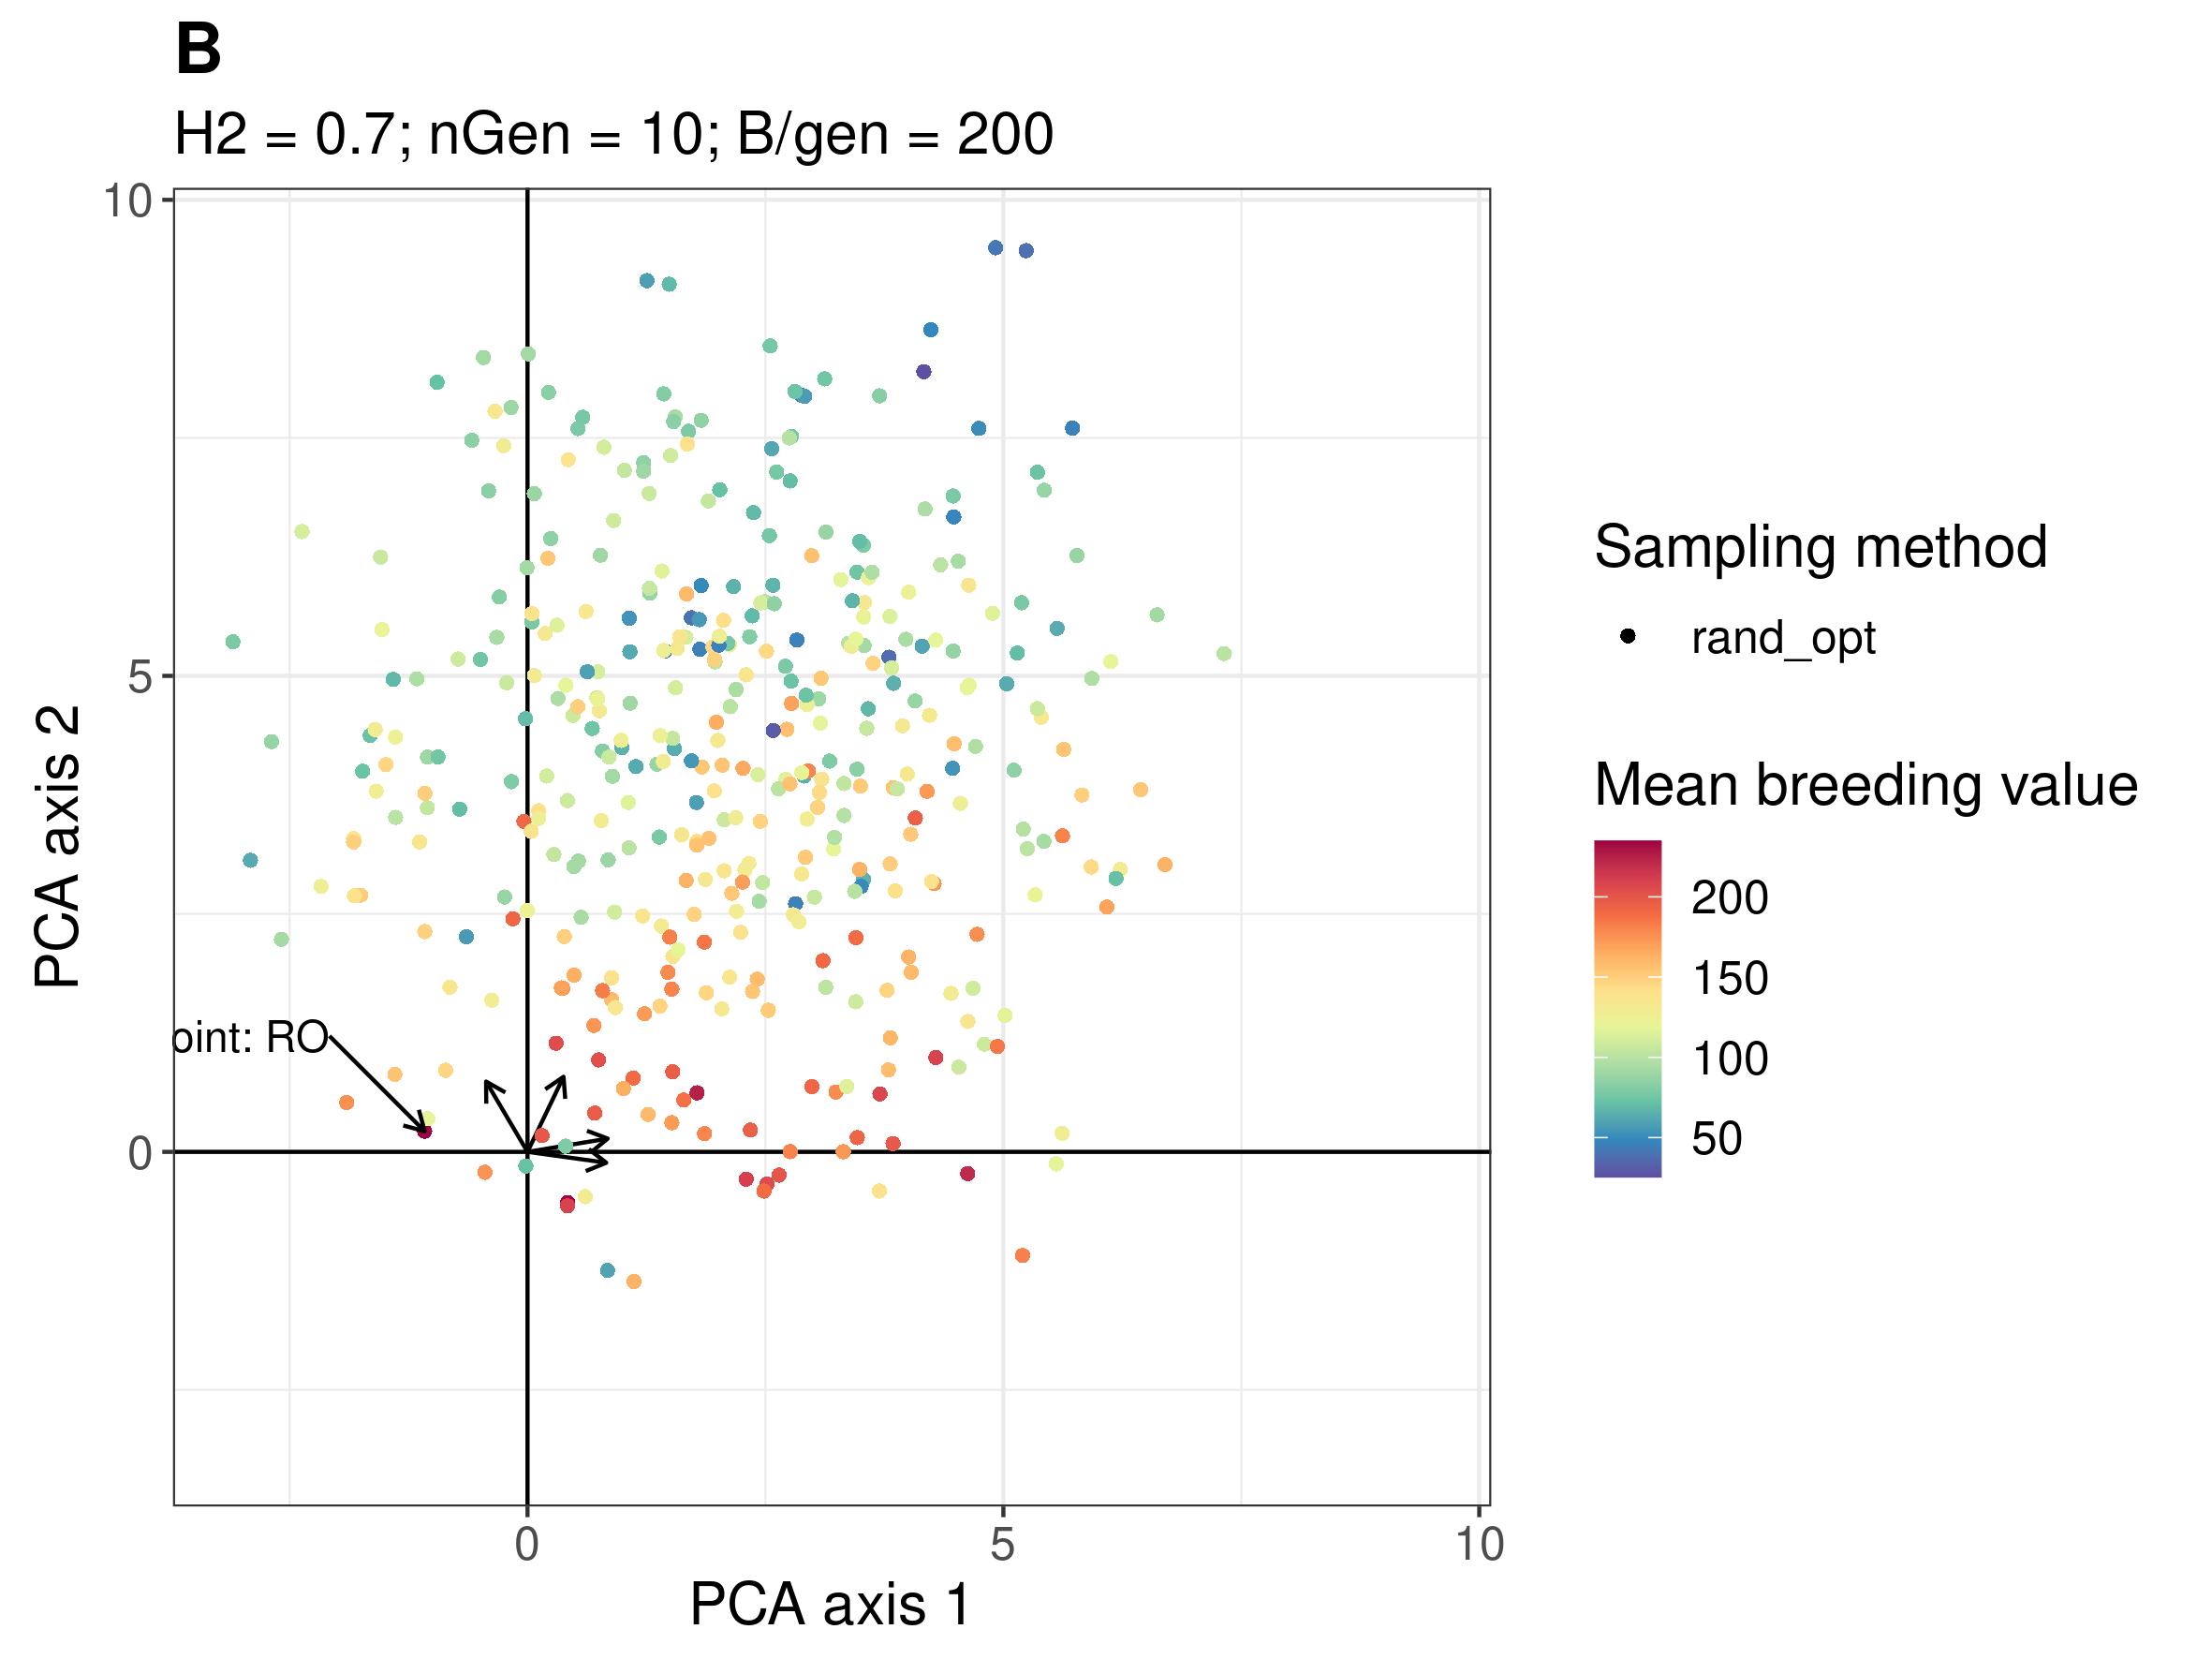 B
H2 = 0.7; nGen = 10; B/gen = 200
10
5
0
PCA axis 2
oint: RO
0
5
10
PCA axis 1
Sampling method
rand_opt
Mean breeding value
200
150
100
50